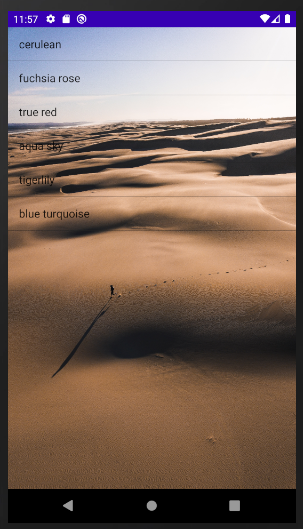 11:57
cerulean
fuchsia rose
true red
aqua sky
tigerlily
blue turquoise